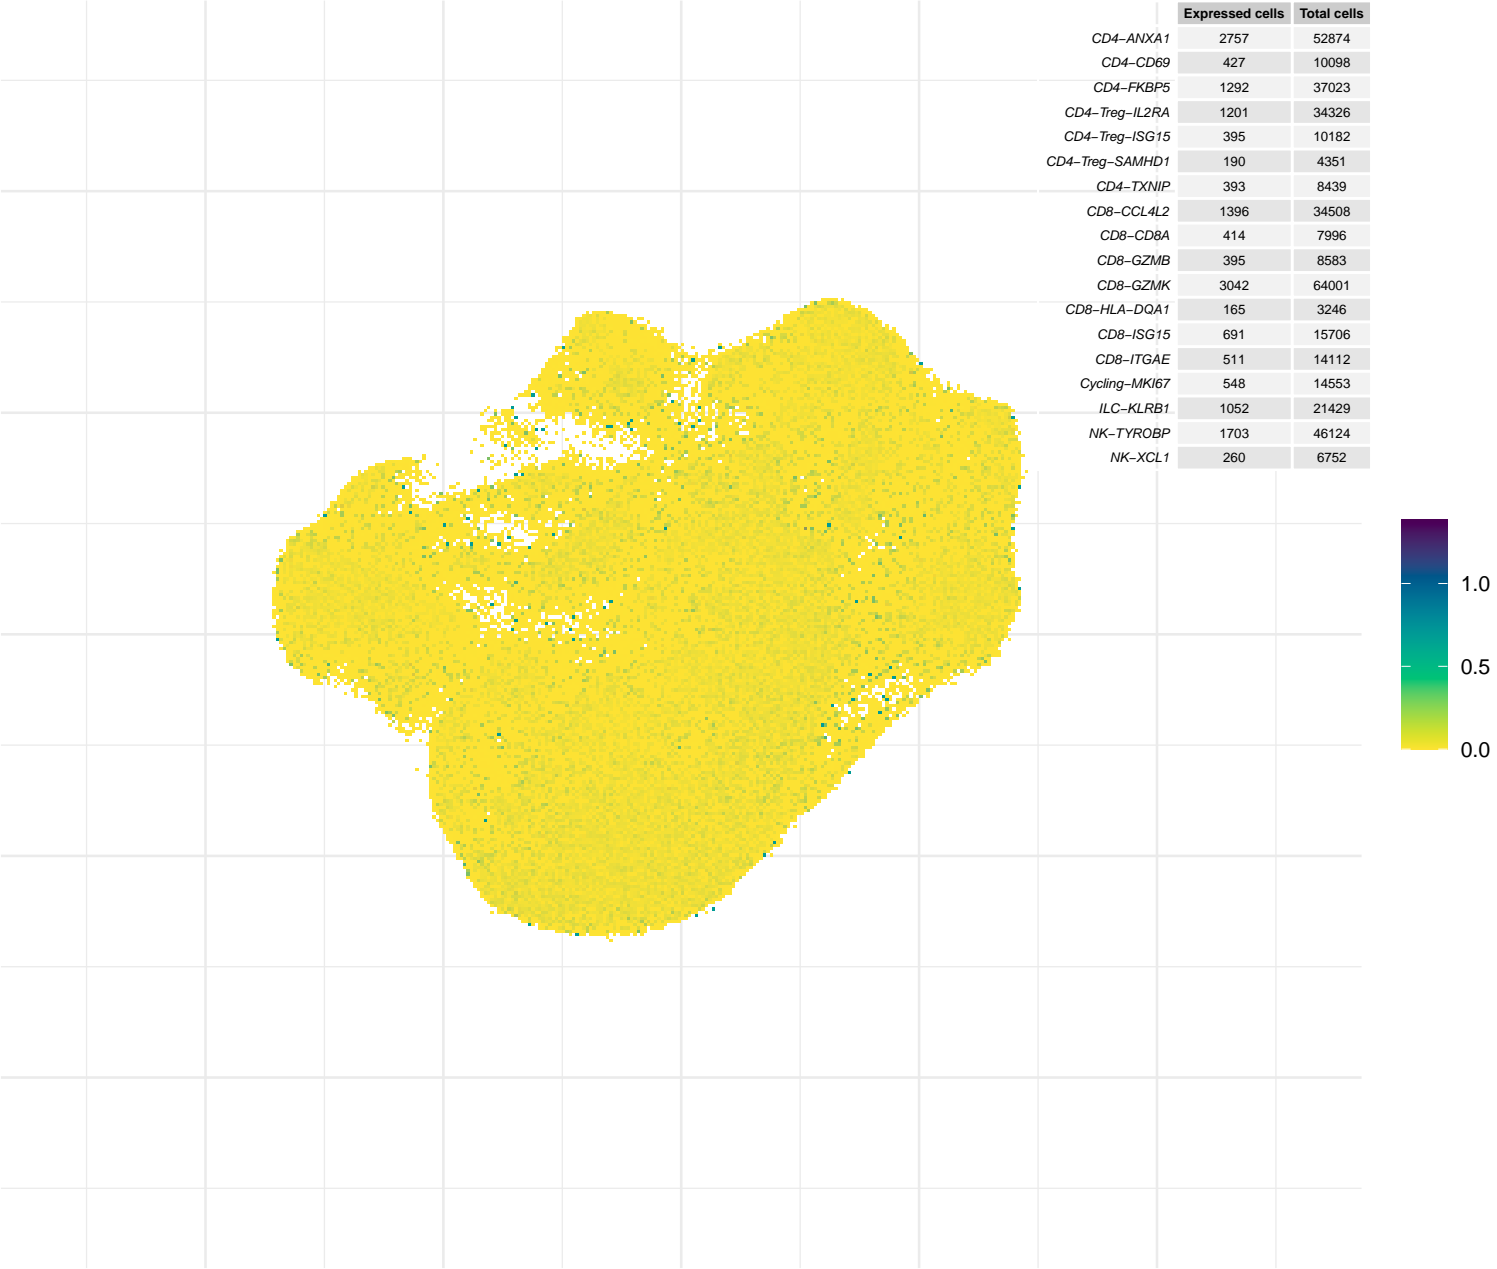 Expressed cells Total cells
CD4−ANXA1 2757 52874
CD4−CD69 427 10098
CD4−FKBP5 1292 37023
CD4−Treg−IL2RA 1201 34326
CD4−Treg−ISG15 395 10182
CD4−Treg−SAMHD1 190 4351
CD4−TXNIP 393 8439
CD8−CCL4L2 1396 34508
CD8−CD8A 414 7996
CD8−GZMB 395 8583
CD8−GZMK 3042 64001
CD8−HLA−DQA1 165 3246
CD8−ISG15 691 15706
CD8−ITGAE 511 14112
Cycling−MKI67 548 14553
ILC−KLRB1 1052 21429
NK−TYROBP 1703 46124
NK−XCL1 260 6752
1.0
0.5
0.0